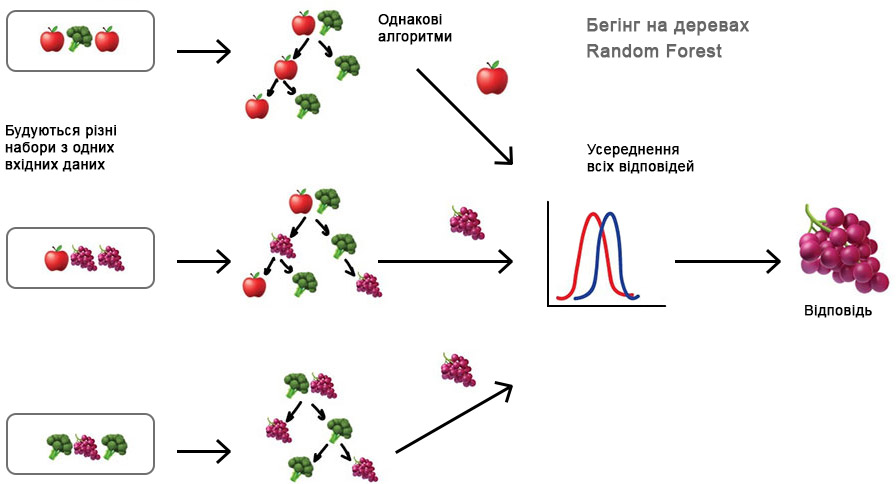 Однакові
алгоритми
Бегінг на деревах
Random Forest
Будуються різні
набори з одних
вхідних даних
Усереднення
всіх відповідей
Відповідь